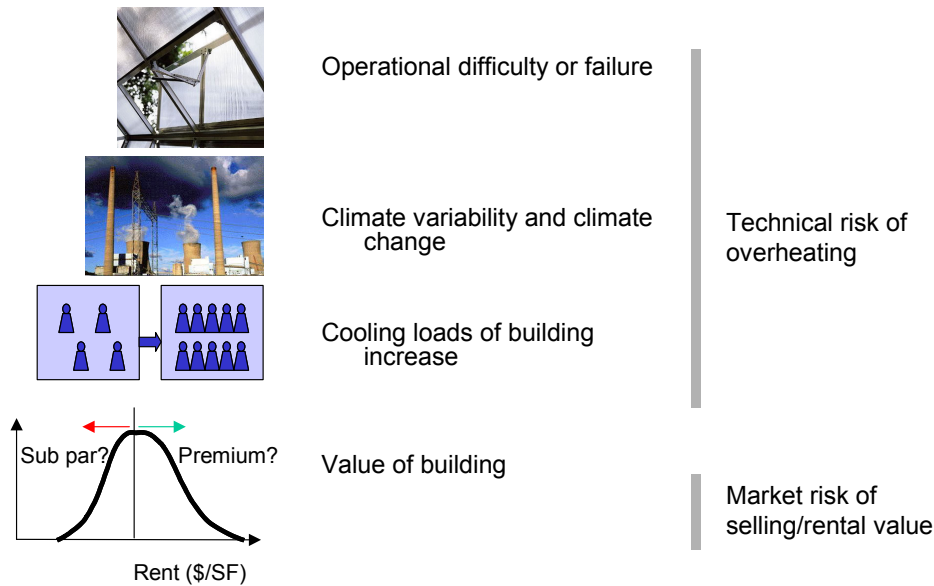 Operational difficulty or failure
Climate variability and climate
change
Technical risk of
overheating
Cooling loads of building
increase
Sub par?
Premium?
Value of building
Market risk of
selling/rental value
Rent ($/SF)